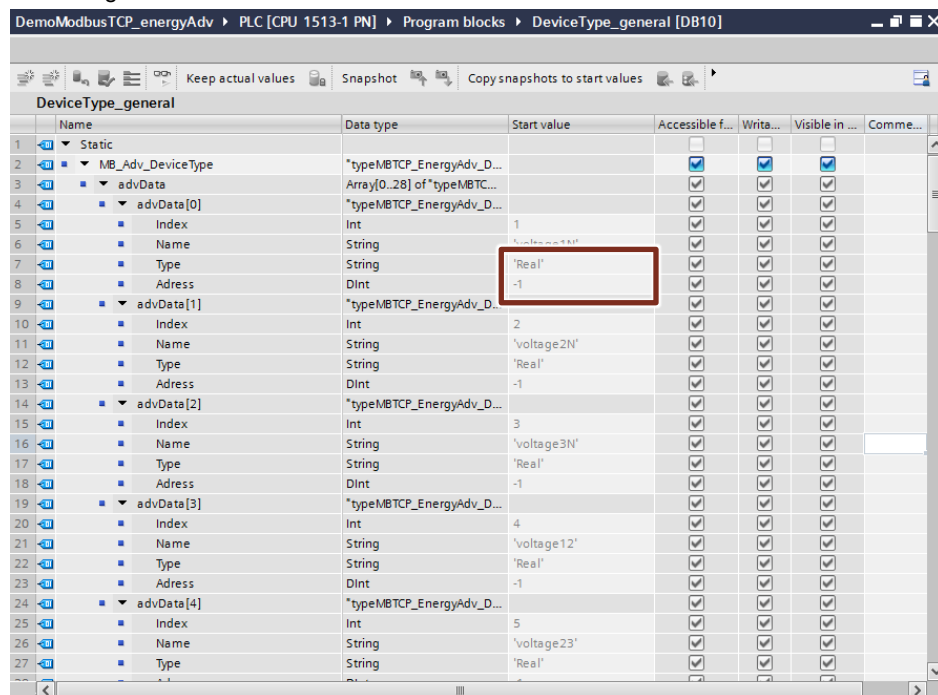 DemoModbusTCP_energyAdv ▸ PLC [CPU 1513-1 PN] ▸ Program blocks ▸ DeviceType_general [DB10]
Keep actual values Snapshot Copy snapshots to start values
DeviceType_general
Name Data type Start value Accessible f... Writa... Visible in ... Comme...
1 Static
2 MB_Adv_DeviceType "typeMBTCP_EnergyAdv_D...
3 advData Array[0..28] of "typeMBTC...
4 advData[0] "typeMBTCP_EnergyAdv_D...
5 Index Int 1
6 Name String 'voltage1N'
7 Type String 'Real'
8 Adress DInt -1
9 advData[1] "typeMBTCP_EnergyAdv_D...
10 Index Int 2
11 Name String 'voltage2N'
12 Type String 'Real'
13 Adress DInt -1
14 advData[2] "typeMBTCP_EnergyAdv_D...
15 Index Int 3
16 Name String 'voltage3N'
17 Type String 'Real'
18 Adress DInt -1
19 advData[3] "typeMBTCP_EnergyAdv_D...
20 Index Int 4
21 Name String 'voltage12'
22 Type String 'Real'
23 Adress DInt -1
24 advData[4] "typeMBTCP_EnergyAdv_D...
25 Index Int 5
26 Name String 'voltage23'
27 Type String 'Real'